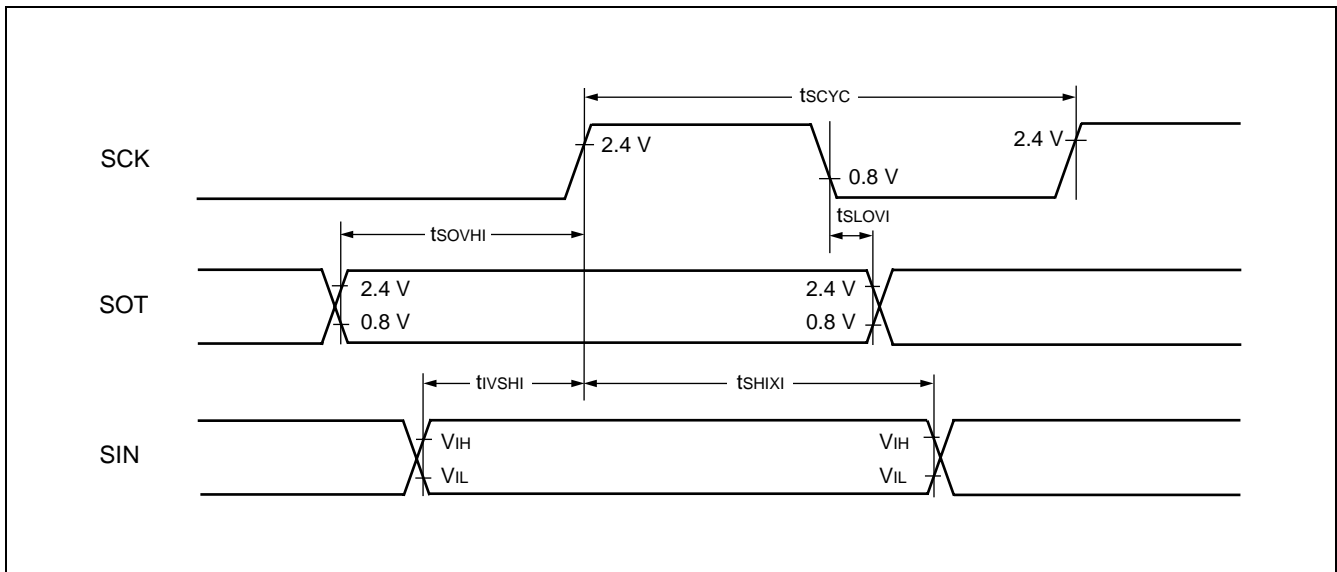 tSCYC
SCK
2.4 V
2.4 V
0.8 V
tSLOVI
tSOVHI
SOT
2.4 V
2.4 V
0.8 V
0.8 V
tIVSHI
tSHIXI
SIN
VIH
VIH
VIL
VIL